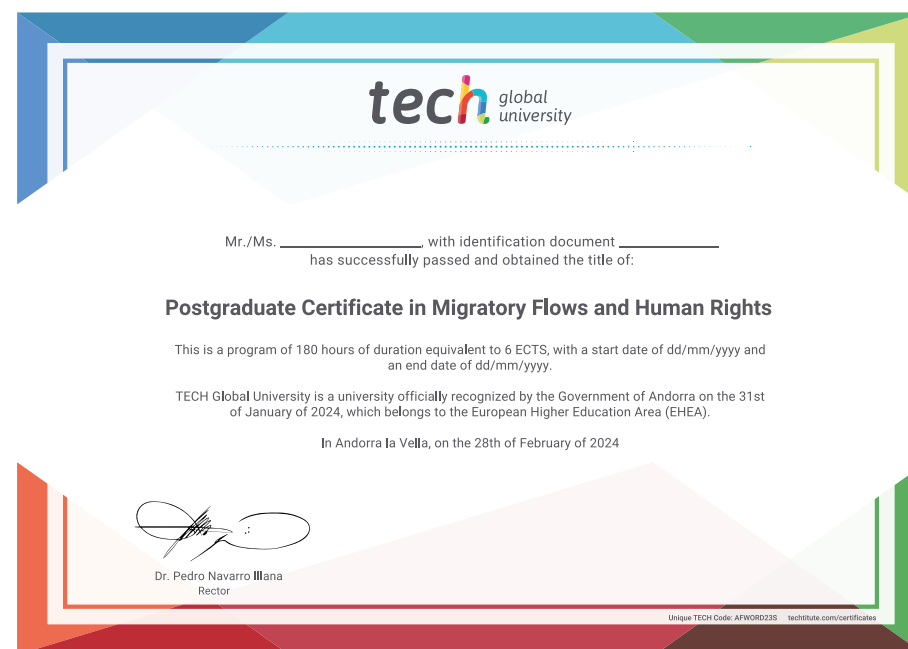 tech global university
Mr./Ms. ____________________, with identification document ______________
has successfully passed and obtained the title of:
Postgraduate Certificate in Migratory Flows and Human Rights
This is a program of 180 hours of duration equivalent to 6 ECTS, with a start date of dd/mm/yyyy and
an end date of dd/mm/yyyy.
TECH Global University is a university officially recognized by the Government of Andorra on the 31st
of January of 2024, which belongs to the European Higher Education Area (EHEA).
In Andorra la Vella, on the 28th of February of 2024
Dr. Pedro Navarro Illana
Rector
Unique TECH Code: AFWORD23S techtitute.com/certificates